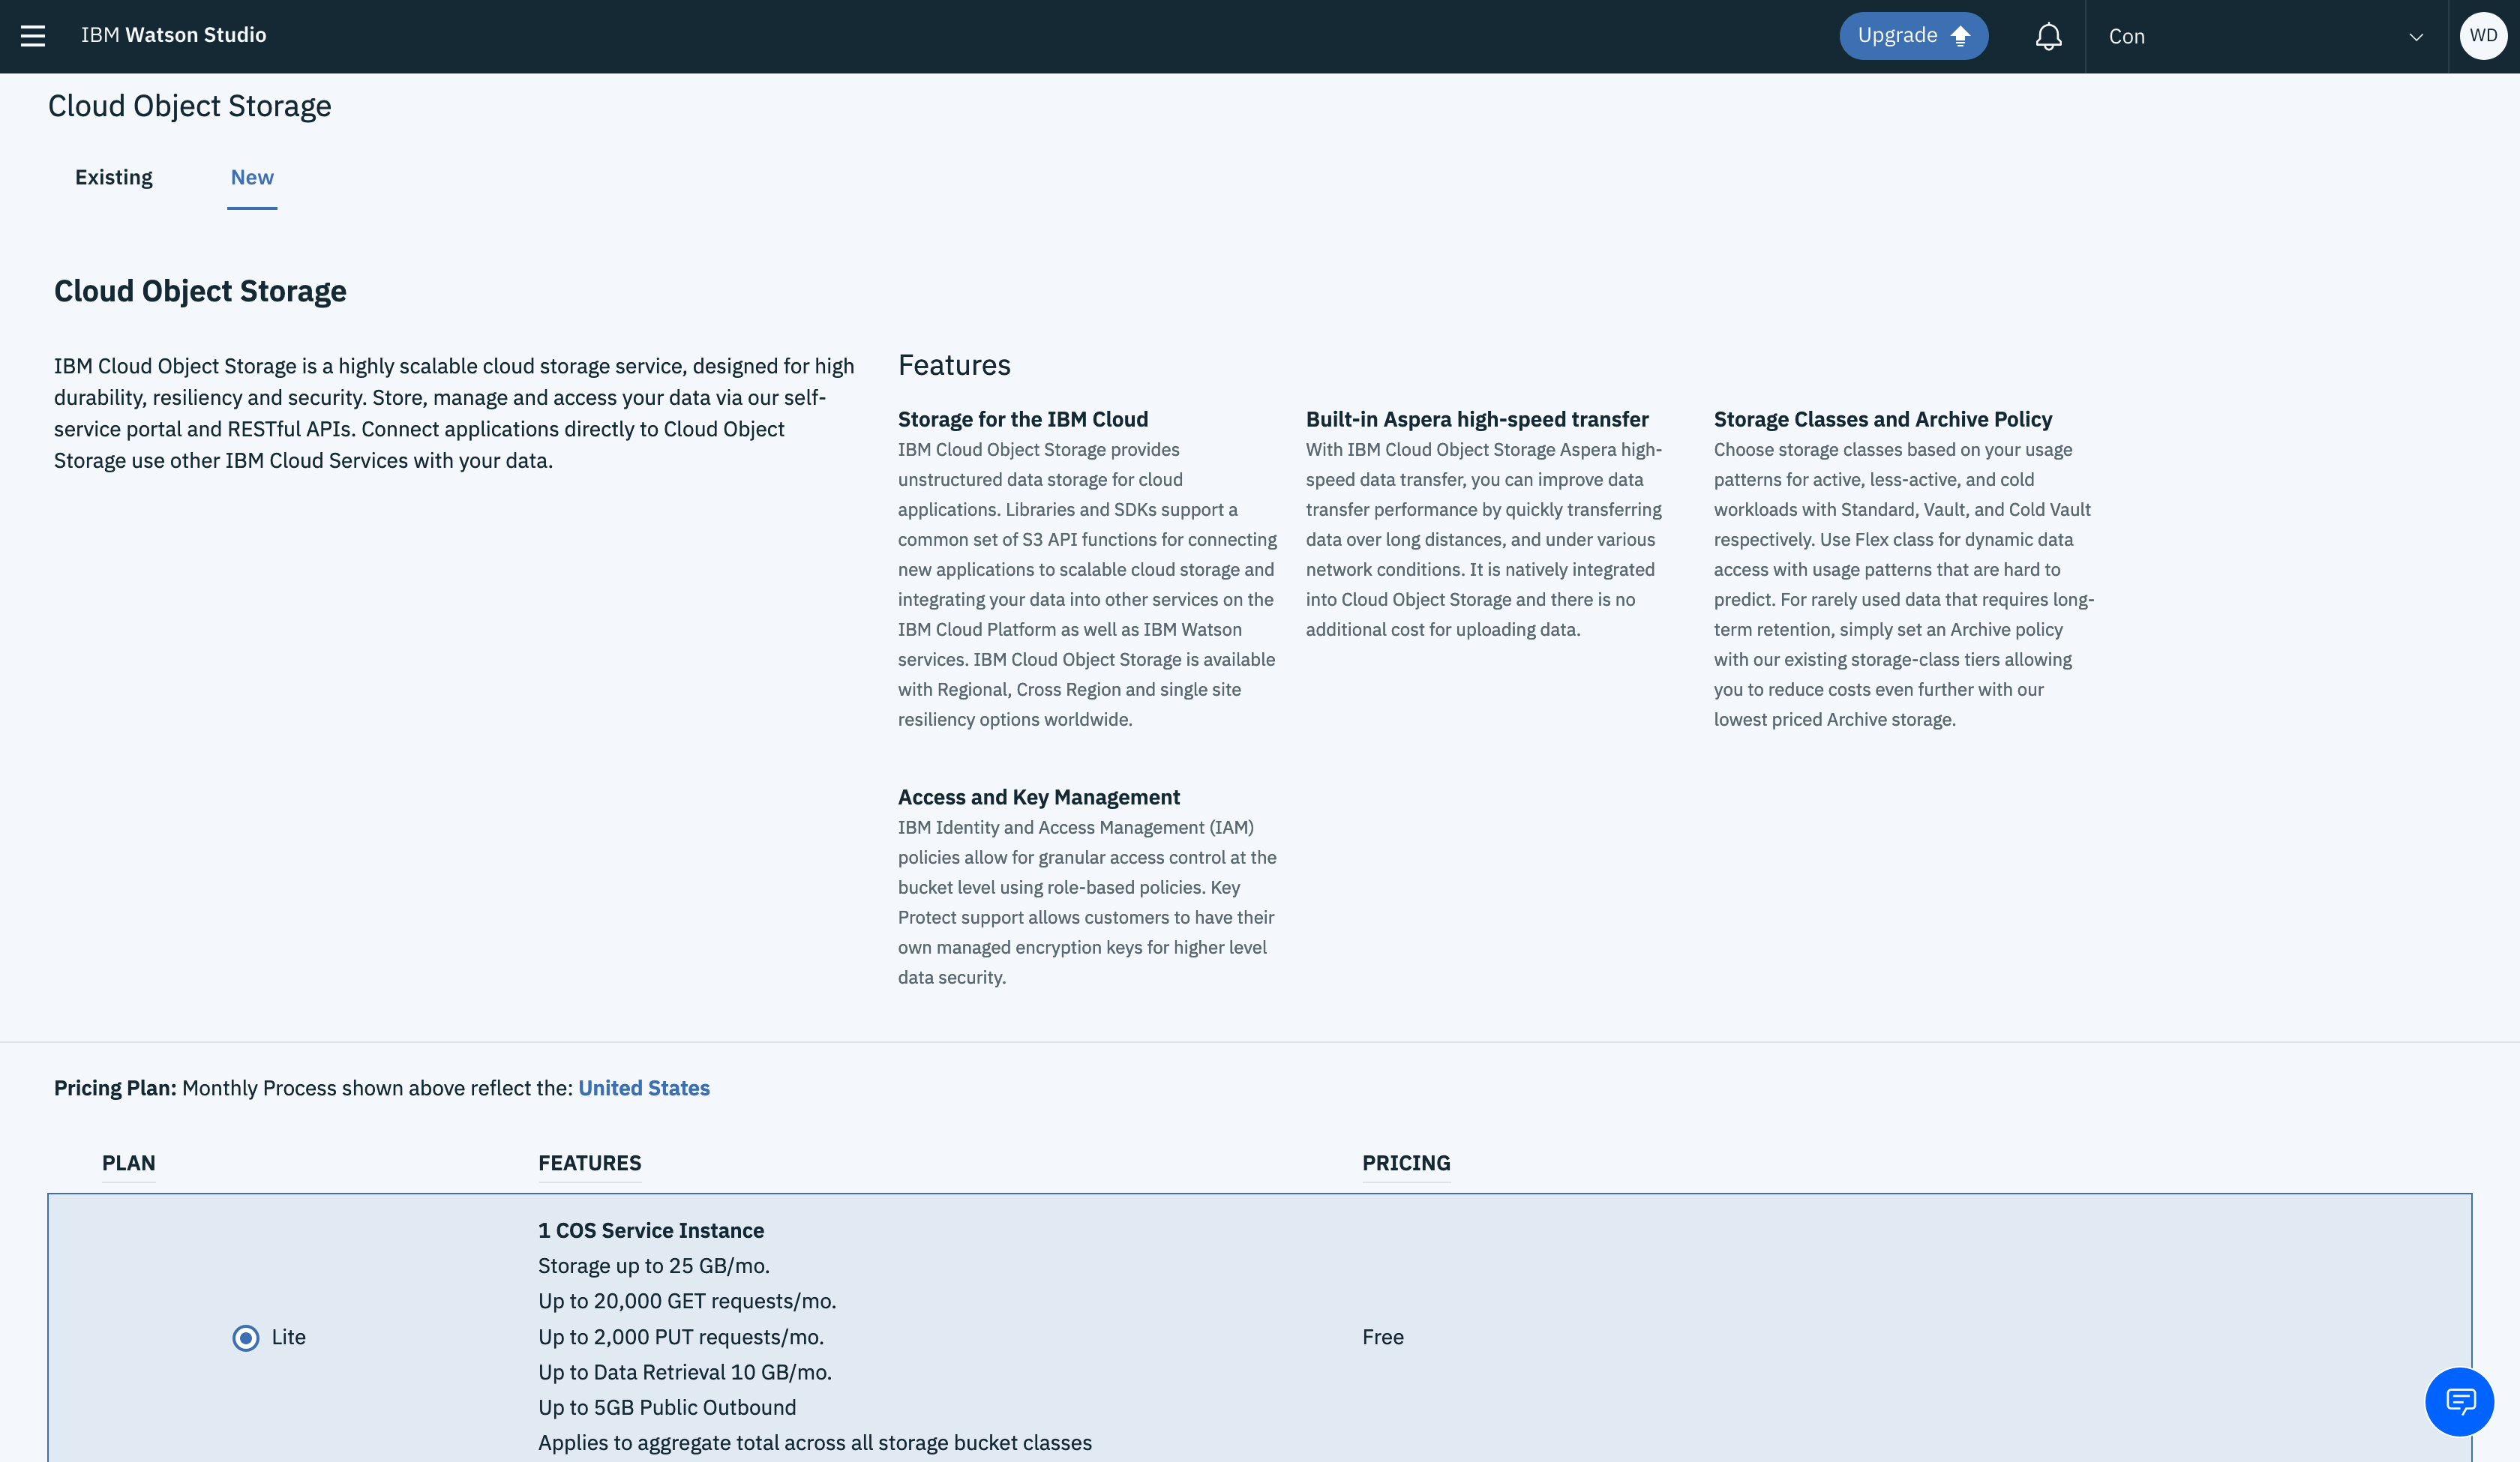 IBM Watson Studio
Upgrade
Con
WD
Cloud Object Storage
Existing
New
Cloud Object Storage
IBM Cloud Object Storage is a highly scalable cloud storage service, designed for high
durability, resiliency and security. Store, manage and access your data via our self-
service portal and RESTful APIs. Connect applications directly to Cloud Object
Storage use other IBM Cloud Services with your data.
Features
Storage for the IBM Cloud
IBM Cloud Object Storage provides
unstructured data storage for cloud
applications. Libraries and SDKs support a
common set of S3 API functions for connecting
new applications to scalable cloud storage and
integrating your data into other services on the
IBM Cloud Platform as well as IBM Watson
services. IBM Cloud Object Storage is available
with Regional, Cross Region and single site
resiliency options worldwide.
Built-in Aspera high-speed transfer
With IBM Cloud Object Storage Aspera high-
speed data transfer, you can improve data
transfer performance by quickly transferring
data over long distances, and under various
network conditions. It is natively integrated
into Cloud Object Storage and there is no
additional cost for uploading data.
Storage Classes and Archive Policy
Choose storage classes based on your usage
patterns for active, less-active, and cold
workloads with Standard, Vault, and Cold Vault
respectively. Use Flex class for dynamic data
access with usage patterns that are hard to
predict. For rarely used data that requires long-
term retention, simply set an Archive policy
with our existing storage-class tiers allowing
you to reduce costs even further with our
lowest priced Archive storage.
Access and Key Management
IBM Identity and Access Management (IAM)
policies allow for granular access control at the
bucket level using role-based policies. Key
Protect support allows customers to have their
own managed encryption keys for higher level
data security.
Pricing Plan: Monthly Process shown above reflect the: United States
PLAN
FEATURES
PRICING
Lite
1 COS Service Instance
Storage up to 25 GB/mo.
Up to 20,000 GET requests/mo.
Up to 2,000 PUT requests/mo.
Up to Data Retrieval 10 GB/mo.
Up to 5GB Public Outbound
Applies to aggregate total across all storage bucket classes
Free